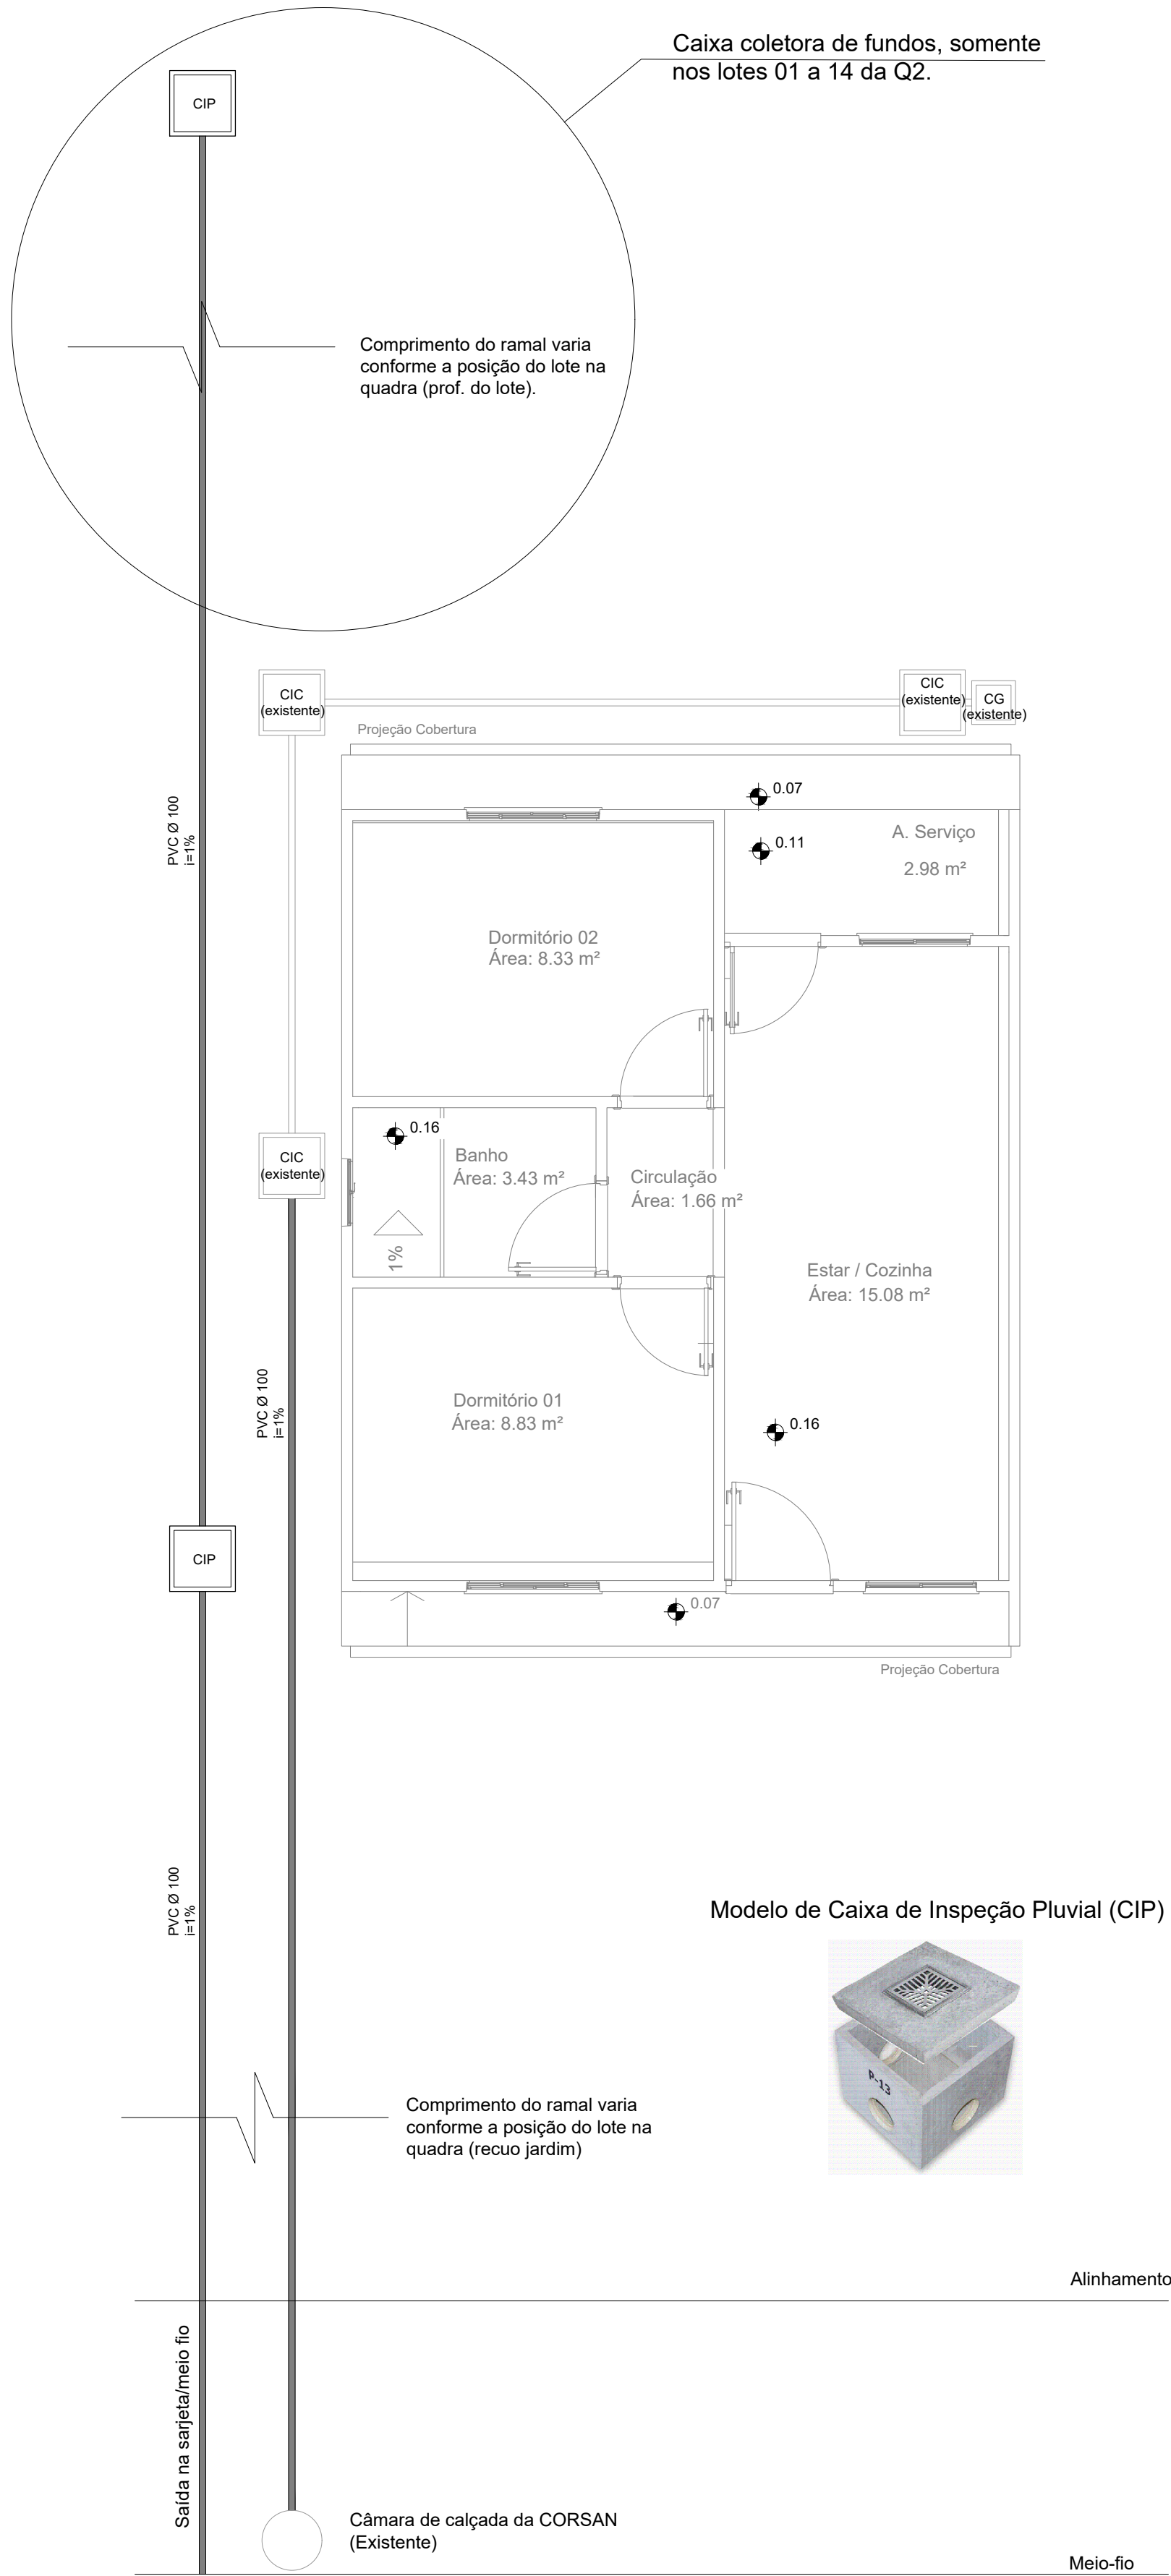 Caixa coletora de fundos, somente
nos lotes 01 a 14 da Q2.
CIP
Comprimento do ramal varia
conforme a posição do lote na
quadra (prof. do lote).
CIC
(existente)
CIC
(existente)
CG
(existente)
Projeção Cobertura
0.07
PVC Ø 100
i=1%
A. Serviço
0.11
2.98 m²
Dormitório 02
Área: 8.33 m²
0.16
Banho
Área: 3.43 m²
CIC
(existente)
Circulação
Área: 1.66 m²
1%
Estar / Cozinha
Área: 15.08 m²
PVC Ø 100
i=1%
Dormitório 01
Área: 8.83 m²
0.16
CIP
0.07
Projeção Cobertura
PVC Ø 100
i=1%
Modelo de Caixa de Inspeção Pluvial (CIP)
P-13
Comprimento do ramal varia
conforme a posição do lote na
quadra (recuo jardim)
Alinhamento
Saída na sarjeta/meio fio
Câmara de calçada da CORSAN
(Existente)
Meio-fio